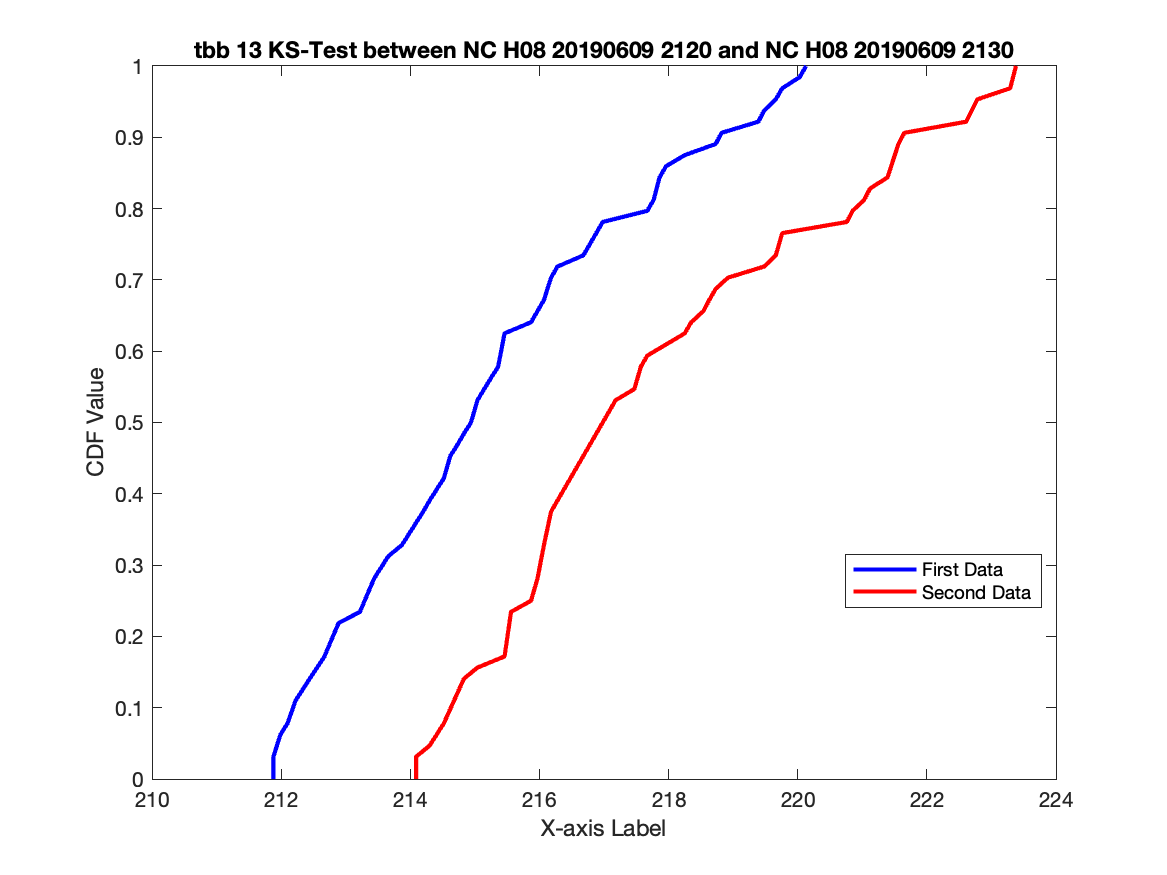 tbb 13 KS-Test between NC H08 20190609 2120 and NC H08 20190609 2130
1
0.9
0.8
0.7
0.6
0.5
0.4
0.3
0.2
0.1
0
CDF Value
First Data
Second Data
210 212 214 216 218 220 222 224
X-axis Label